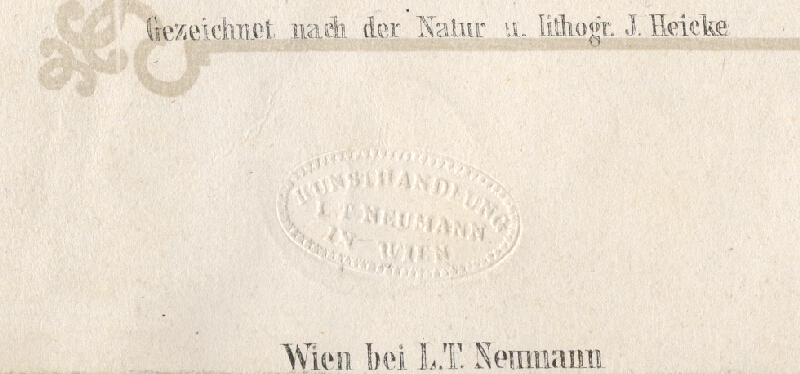 Gezeichnet nach der Natur u. lithogr. J. Heicke
KUNSTHANDLUNG
L. T. NEUMANN
IN WIEN
Wien bei L.T. Neumann